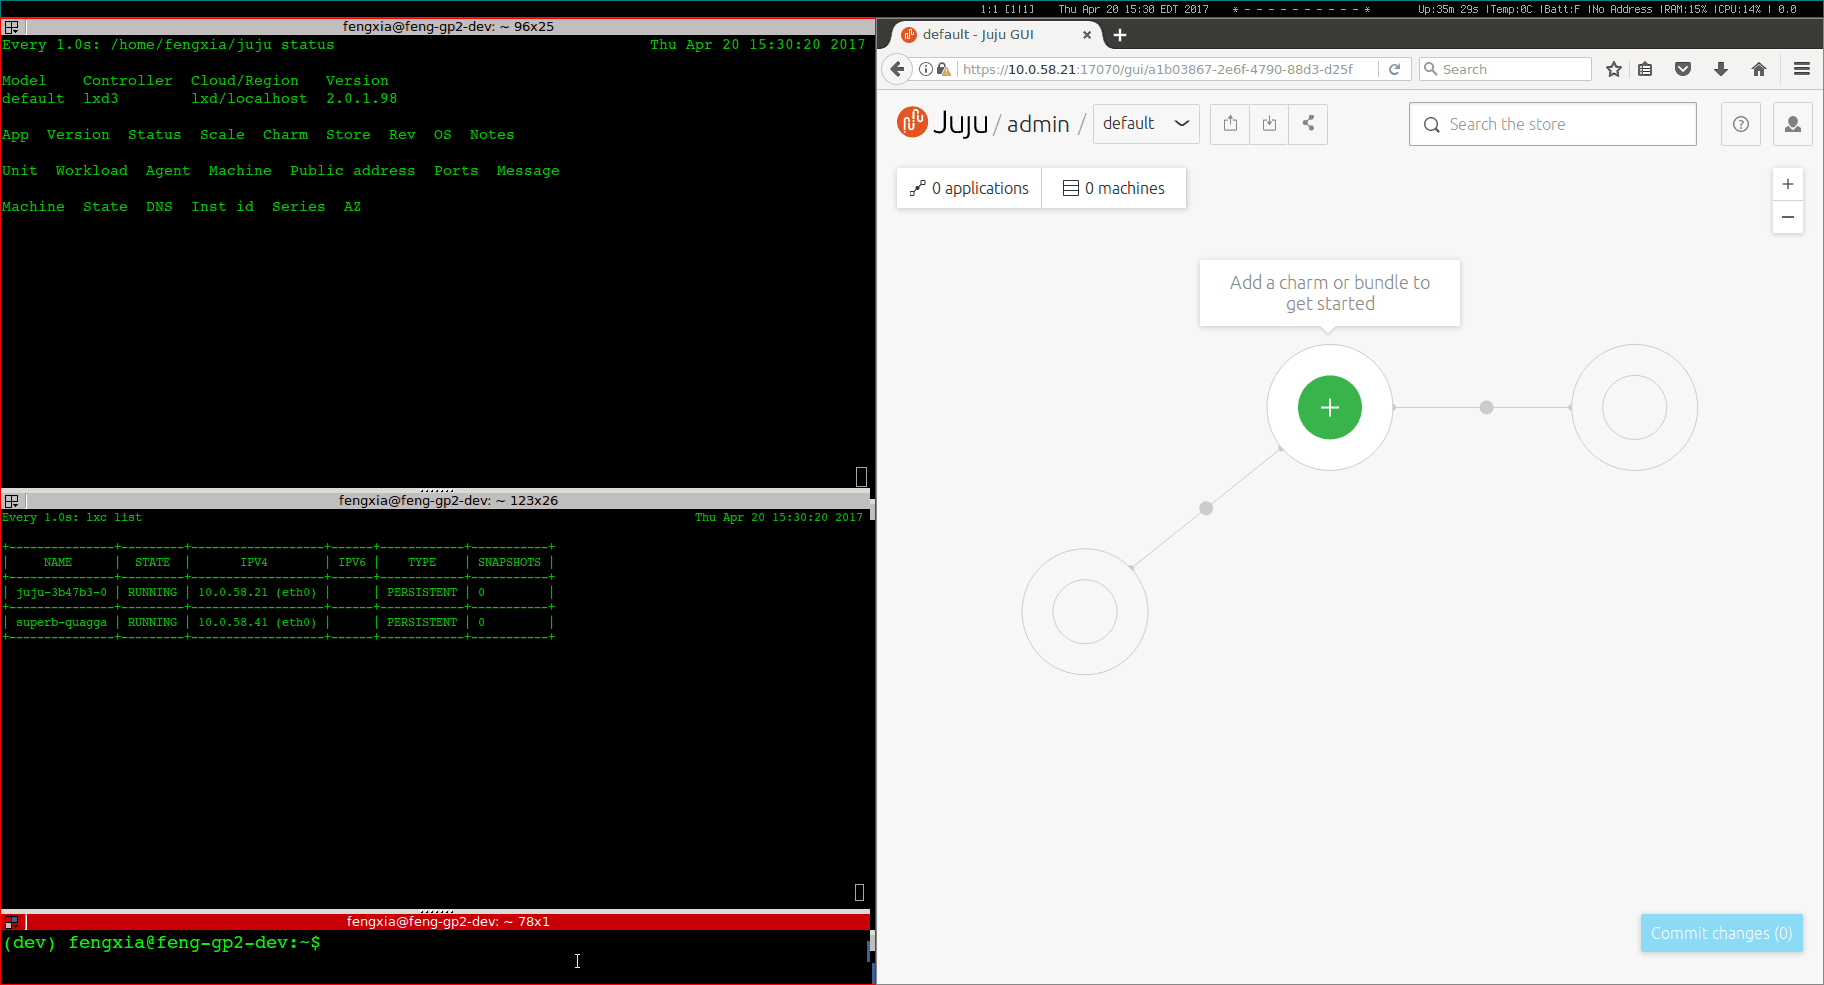 1:1 [1|1] Thu Apr 20 15:30 EDT 2017 * - - - - - - - - - - * Up:35m 29s |Temp:0C |Batt:F |No Address |RAM:15% |CPU:14% | 0.0
fengxia@feng-gp2-dev: ~ 96x25
Every 1.0s: /home/fengxia/juju status Thu Apr 20 15:30:20 2017
Model Controller Cloud/Region Version
default lxd3 lxd/localhost 2.0.1.98
App Version Status Scale Charm Store Rev OS Notes
Unit Workload Agent Machine Public address Ports Message
Machine State DNS Inst id Series AZ
fengxia@feng-gp2-dev: ~ 123x26
Every 1.0s: lxc list Thu Apr 20 15:30:20 2017
+---------------+---------+-------------------+------+------------+-----------+
| NAME | STATE | IPV4 | IPV6 | TYPE | SNAPSHOTS |
+---------------+---------+-------------------+------+------------+-----------+
| juju-3b47b3-0 | RUNNING | 10.0.58.21 (eth0) | | PERSISTENT | 0 |
+---------------+---------+-------------------+------+------------+-----------+
| superb-quagga | RUNNING | 10.0.58.41 (eth0) | | PERSISTENT | 0 |
+---------------+---------+-------------------+------+------------+-----------+
fengxia@feng-gp2-dev: ~ 78x1
(dev) fengxia@feng-gp2-dev:~$
default - Juju GUI
https://10.0.58.21:17070/gui/a1b03867-2e6f-4790-88d3-d25f
Search
Juju / admin / default
Search the store
0 applications
0 machines
Add a charm or bundle to
get started
Commit changes (0)